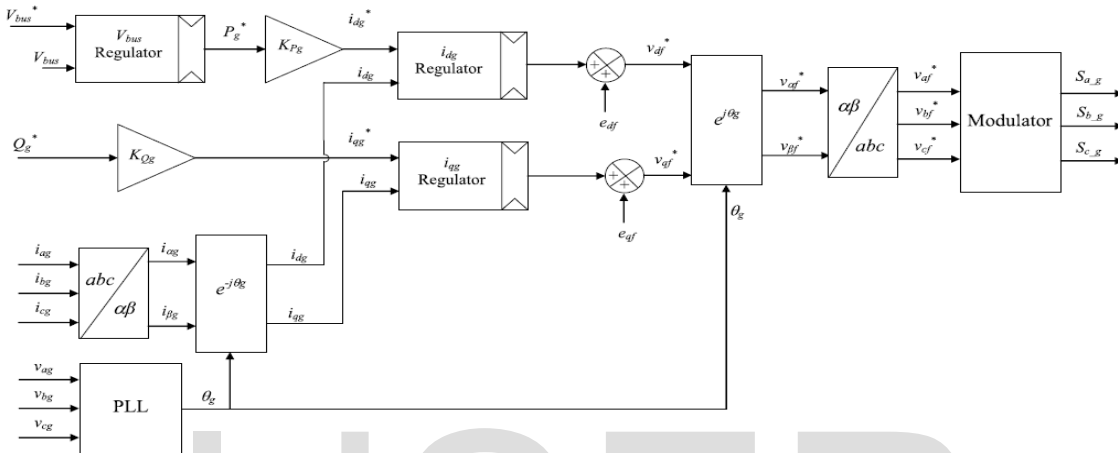 V_bus*
V_bus
V_bus
Regulator
P_g*
K_Pg
i_dg*
i_dg
i_dg
Regulator
v_df*
e_df
Q_g*
K_Qg
i_qg*
i_qg
i_qg
Regulator
v_qf*
e_qf
e^jθg
v_αf*
v_βf*
αβ
abc
v_af*
v_bf*
v_cf*
Modulator
S_a_g
S_b_g
S_c_g
θ_g
i_ag
i_bg
i_cg
abc
αβ
i_αg
i_βg
e^-jθg
i_dg
i_qg
v_ag
v_bg
v_cg
PLL
θ_g